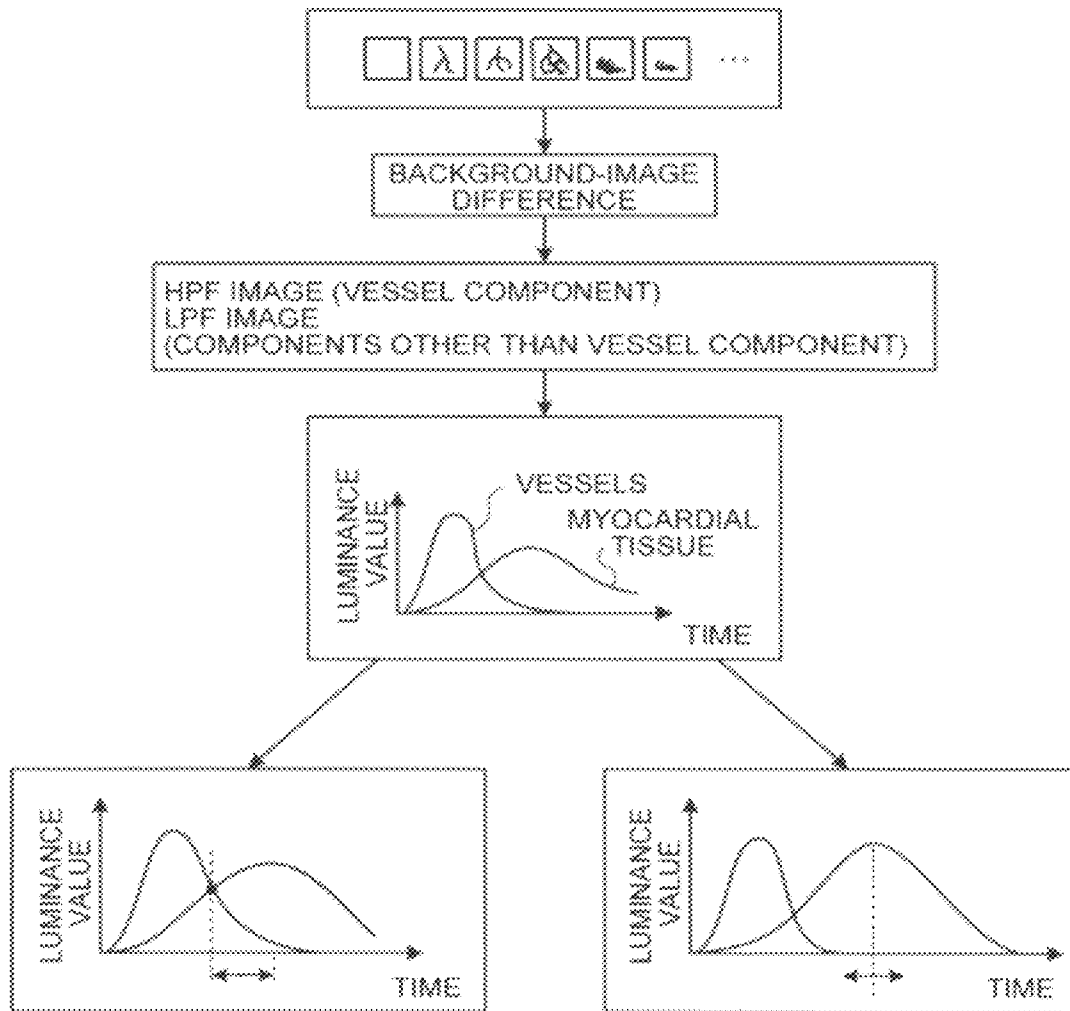 ...
BACKGROUND-IMAGE
DIFFERENCE
HPF IMAGE (VESSEL COMPONENT)
LPF IMAGE
(COMPONENTS OTHER THAN VESSEL COMPONENT)
LUMINANCE
VALUE
VESSELS
MYOCARDIAL
TISSUE
TIME
LUMINANCE
VALUE
TIME
LUMINANCE
VALUE
TIME